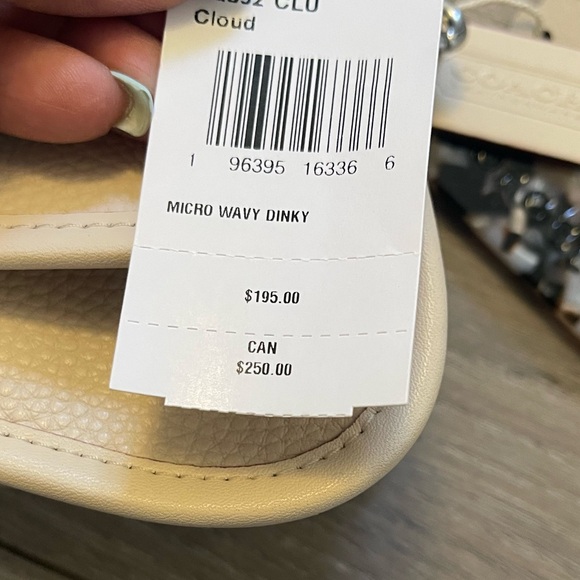 CLU
Cloud
1 96395 16336 6
MICRO WAVY DINKY
$195.00
CAN
$250.00